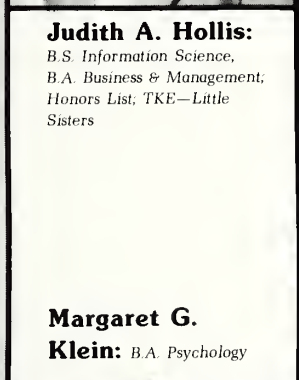 Judith A. Hollis:
B.S. Information Science,
B.A. Business & Management;
Honors List; TKE—Little
Sisters
Margaret G.
Klein: B.A. Psychology